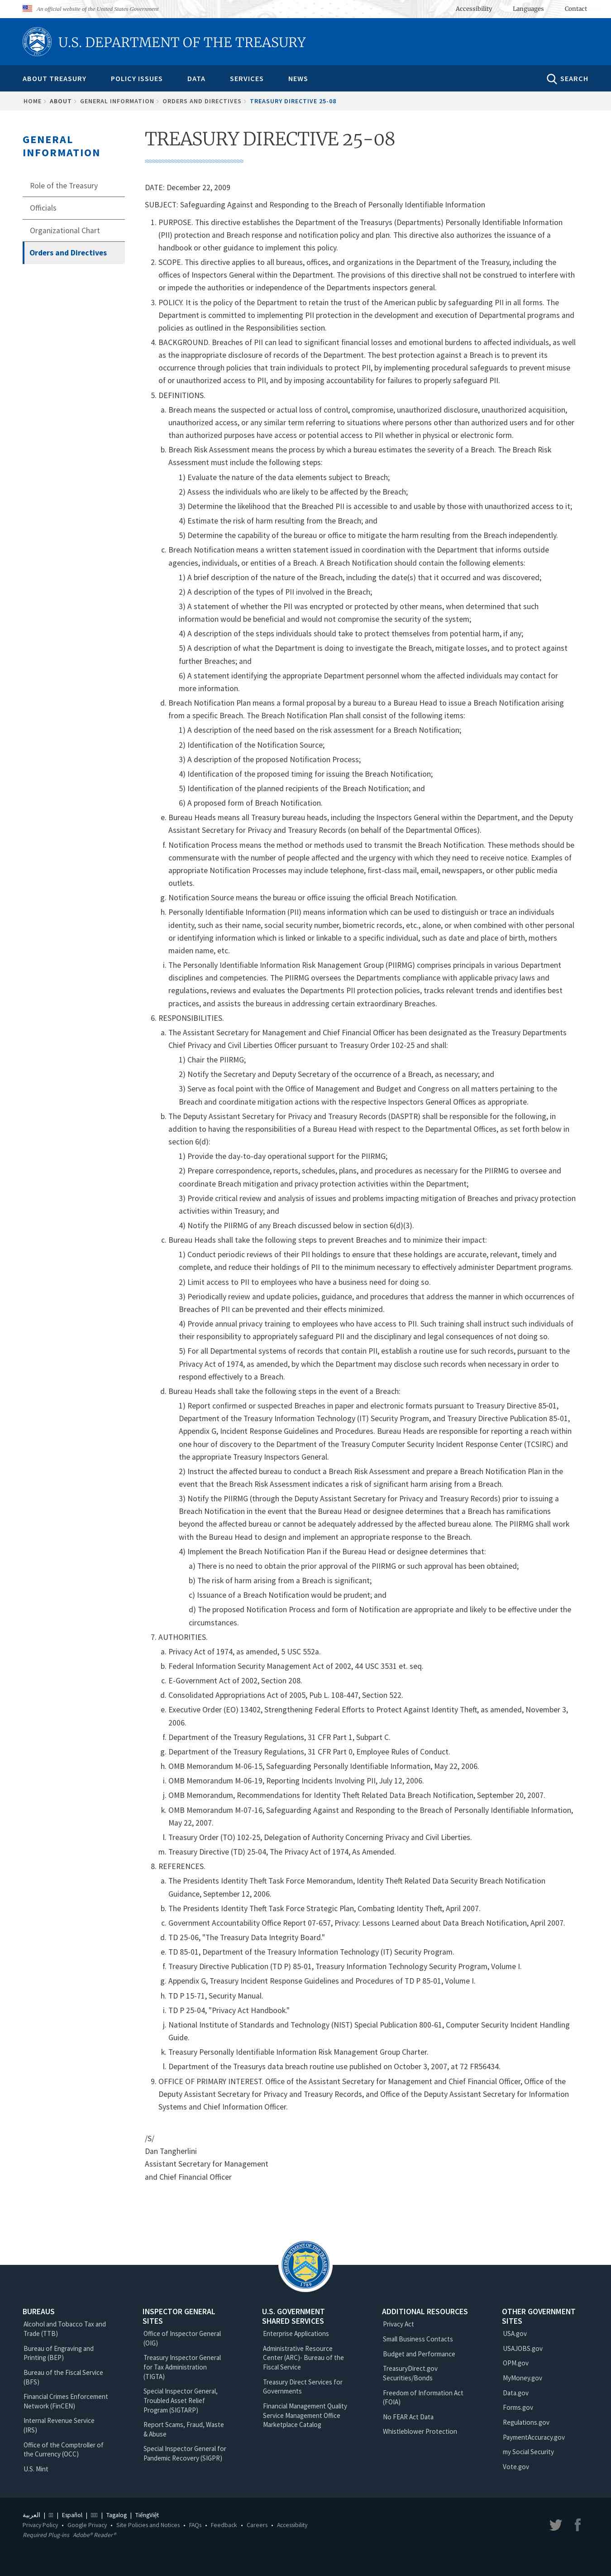 An official website of the United States Government
Accessibility Languages Contact
U.S. DEPARTMENT OF THE TREASURY
ABOUT TREASURY POLICY ISSUES DATA SERVICES NEWS SEARCH
HOME ABOUT GENERAL INFORMATION ORDERS AND DIRECTIVES TREASURY DIRECTIVE 25-08
GENERAL
INFORMATION
Role of the Treasury
Officials
Organizational Chart
Orders and Directives
TREASURY DIRECTIVE 25-08
DATE: December 22, 2009
SUBJECT: Safeguarding Against and Responding to the Breach of Personally Identifiable Information
1. PURPOSE. This directive establishes the Department of the Treasurys (Departments) Personally Identifiable Information
(PII) protection and Breach response and notification policy and plan. This directive also authorizes the issuance of a
handbook or other guidance to implement this policy.
2. SCOPE. This directive applies to all bureaus, offices, and organizations in the Department of the Treasury, including the
offices of Inspectors General within the Department. The provisions of this directive shall not be construed to interfere with
or impede the authorities or independence of the Departments inspectors general.
3. POLICY. It is the policy of the Department to retain the trust of the American public by safeguarding PII in all forms. The
Department is committed to implementing PII protection in the development and execution of Departmental programs and
policies as outlined in the Responsibilities section.
4. BACKGROUND. Breaches of PII can lead to significant financial losses and emotional burdens to affected individuals, as well
as the inappropriate disclosure of records of the Department. The best protection against a Breach is to prevent its
occurrence through policies that train individuals to protect PII, by implementing procedural safeguards to prevent misuse
of or unauthorized access to PII, and by imposing accountability for failures to properly safeguard PII.
5. DEFINITIONS.
a. Breach means the suspected or actual loss of control, compromise, unauthorized disclosure, unauthorized acquisition,
unauthorized access, or any similar term referring to situations where persons other than authorized users and for other
than authorized purposes have access or potential access to PII whether in physical or electronic form.
b. Breach Risk Assessment means the process by which a bureau estimates the severity of a Breach. The Breach Risk
Assessment must include the following steps:
1) Evaluate the nature of the data elements subject to Breach;
2) Assess the individuals who are likely to be affected by the Breach;
3) Determine the likelihood that the Breached PII is accessible to and usable by those with unauthorized access to it;
4) Estimate the risk of harm resulting from the Breach; and
5) Determine the capability of the bureau or office to mitigate the harm resulting from the Breach independently.
c. Breach Notification means a written statement issued in coordination with the Department that informs outside
agencies, individuals, or entities of a Breach. A Breach Notification should contain the following elements:
1) A brief description of the nature of the Breach, including the date(s) that it occurred and was discovered;
2) A description of the types of PII involved in the Breach;
3) A statement of whether the PII was encrypted or protected by other means, when determined that such
information would be beneficial and would not compromise the security of the system;
4) A description of the steps individuals should take to protect themselves from potential harm, if any;
5) A description of what the Department is doing to investigate the Breach, mitigate losses, and to protect against
further Breaches; and
6) A statement identifying the appropriate Department personnel whom the affected individuals may contact for
more information.
d. Breach Notification Plan means a formal proposal by a bureau to a Bureau Head to issue a Breach Notification arising
from a specific Breach. The Breach Notification Plan shall consist of the following items:
1) A description of the need based on the risk assessment for a Breach Notification;
2) Identification of the Notification Source;
3) A description of the proposed Notification Process;
4) Identification of the proposed timing for issuing the Breach Notification;
5) Identification of the planned recipients of the Breach Notification; and
6) A proposed form of Breach Notification.
e. Bureau Heads means all Treasury bureau heads, including the Inspectors General within the Department, and the Deputy
Assistant Secretary for Privacy and Treasury Records (on behalf of the Departmental Offices).
f. Notification Process means the method or methods used to transmit the Breach Notification. These methods should be
commensurate with the number of people affected and the urgency with which they need to receive notice. Examples of
appropriate Notification Processes may include telephone, first-class mail, email, newspapers, or other public media
outlets.
g. Notification Source means the bureau or office issuing the official Breach Notification.
h. Personally Identifiable Information (PII) means information which can be used to distinguish or trace an individuals
identity, such as their name, social security number, biometric records, etc., alone, or when combined with other personal
or identifying information which is linked or linkable to a specific individual, such as date and place of birth, mothers
maiden name, etc.
i. The Personally Identifiable Information Risk Management Group (PIIRMG) comprises principals in various Department
disciplines and competencies. The PIIRMG oversees the Departments compliance with applicable privacy laws and
regulations, reviews and evaluates the Departments PII protection policies, tracks relevant trends and identifies best
practices, and assists the bureaus in addressing certain extraordinary Breaches.
6. RESPONSIBILITIES.
a. The Assistant Secretary for Management and Chief Financial Officer has been designated as the Treasury Departments
Chief Privacy and Civil Liberties Officer pursuant to Treasury Order 102-25 and shall:
1) Chair the PIIRMG;
2) Notify the Secretary and Deputy Secretary of the occurrence of a Breach, as necessary; and
3) Serve as focal point with the Office of Management and Budget and Congress on all matters pertaining to the
Breach and coordinate mitigation actions with the respective Inspectors General Offices as appropriate.
b. The Deputy Assistant Secretary for Privacy and Treasury Records (DASPTR) shall be responsible for the following, in
addition to having the responsibilities of a Bureau Head with respect to the Departmental Offices, as set forth below in
section 6(d):
1) Provide the day-to-day operational support for the PIIRMG;
2) Prepare correspondence, reports, schedules, plans, and procedures as necessary for the PIIRMG to oversee and
coordinate Breach mitigation and privacy protection activities within the Department;
3) Provide critical review and analysis of issues and problems impacting mitigation of Breaches and privacy protection
activities within Treasury; and
4) Notify the PIIRMG of any Breach discussed below in section 6(d)(3).
c. Bureau Heads shall take the following steps to prevent Breaches and to minimize their impact:
1) Conduct periodic reviews of their PII holdings to ensure that these holdings are accurate, relevant, timely and
complete, and reduce their holdings of PII to the minimum necessary to effectively administer Department programs.
2) Limit access to PII to employees who have a business need for doing so.
3) Periodically review and update policies, guidance, and procedures that address the manner in which occurrences of
Breaches of PII can be prevented and their effects minimized.
4) Provide annual privacy training to employees who have access to PII. Such training shall instruct such individuals of
their responsibility to appropriately safeguard PII and the disciplinary and legal consequences of not doing so.
5) For all Departmental systems of records that contain PII, establish a routine use for such records, pursuant to the
Privacy Act of 1974, as amended, by which the Department may disclose such records when necessary in order to
respond effectively to a Breach.
d. Bureau Heads shall take the following steps in the event of a Breach:
1) Report confirmed or suspected Breaches in paper and electronic formats pursuant to Treasury Directive 85-01,
Department of the Treasury Information Technology (IT) Security Program, and Treasury Directive Publication 85-01,
Appendix G, Incident Response Guidelines and Procedures. Bureau Heads are responsible for reporting a reach within
one hour of discovery to the Department of the Treasury Computer Security Incident Response Center (TCSIRC) and
the appropriate Treasury Inspectors General.
2) Instruct the affected bureau to conduct a Breach Risk Assessment and prepare a Breach Notification Plan in the
event that the Breach Risk Assessment indicates a risk of significant harm arising from a Breach.
3) Notify the PIIRMG (through the Deputy Assistant Secretary for Privacy and Treasury Records) prior to issuing a
Breach Notification in the event that the Bureau Head or designee determines that a Breach has ramifications
beyond the affected bureau or cannot be adequately addressed by the affected bureau alone. The PIIRMG shall work
with the Bureau Head to design and implement an appropriate response to the Breach.
4) Implement the Breach Notification Plan if the Bureau Head or designee determines that:
a) There is no need to obtain the prior approval of the PIIRMG or such approval has been obtained;
b) The risk of harm arising from a Breach is significant;
c) Issuance of a Breach Notification would be prudent; and
d) The proposed Notification Process and form of Notification are appropriate and likely to be effective under the
circumstances.
7. AUTHORITIES.
a. Privacy Act of 1974, as amended, 5 USC 552a.
b. Federal Information Security Management Act of 2002, 44 USC 3531 et. seq.
c. E-Government Act of 2002, Section 208.
d. Consolidated Appropriations Act of 2005, Pub L. 108-447, Section 522.
e. Executive Order (EO) 13402, Strengthening Federal Efforts to Protect Against Identity Theft, as amended, November 3,
2006.
f. Department of the Treasury Regulations, 31 CFR Part 1, Subpart C.
g. Department of the Treasury Regulations, 31 CFR Part 0, Employee Rules of Conduct.
h. OMB Memorandum M-06-15, Safeguarding Personally Identifiable Information, May 22, 2006.
i. OMB Memorandum M-06-19, Reporting Incidents Involving PII, July 12, 2006.
j. OMB Memorandum, Recommendations for Identity Theft Related Data Breach Notification, September 20, 2007.
k. OMB Memorandum M-07-16, Safeguarding Against and Responding to the Breach of Personally Identifiable Information,
May 22, 2007.
l. Treasury Order (TO) 102-25, Delegation of Authority Concerning Privacy and Civil Liberties.
m. Treasury Directive (TD) 25-04, The Privacy Act of 1974, As Amended.
8. REFERENCES.
a. The Presidents Identity Theft Task Force Memorandum, Identity Theft Related Data Security Breach Notification
Guidance, September 12, 2006.
b. The Presidents Identity Theft Task Force Strategic Plan, Combating Identity Theft, April 2007.
c. Government Accountability Office Report 07-657, Privacy: Lessons Learned about Data Breach Notification, April 2007.
d. TD 25-06, "The Treasury Data Integrity Board."
e. TD 85-01, Department of the Treasury Information Technology (IT) Security Program.
f. Treasury Directive Publication (TD P) 85-01, Treasury Information Technology Security Program, Volume I.
g. Appendix G, Treasury Incident Response Guidelines and Procedures of TD P 85-01, Volume I.
h. TD P 15-71, Security Manual.
i. TD P 25-04, "Privacy Act Handbook."
j. National Institute of Standards and Technology (NIST) Special Publication 800-61, Computer Security Incident Handling
Guide.
k. Treasury Personally Identifiable Information Risk Management Group Charter.
l. Department of the Treasurys data breach routine use published on October 3, 2007, at 72 FR56434.
9. OFFICE OF PRIMARY INTEREST. Office of the Assistant Secretary for Management and Chief Financial Officer, Office of the
Deputy Assistant Secretary for Privacy and Treasury Records, and Office of the Deputy Assistant Secretary for Information
Systems and Chief Information Officer.
/S/
Dan Tangherlini
Assistant Secretary for Management
and Chief Financial Officer
BUREAUS
Alcohol and Tobacco Tax and
Trade (TTB)
Bureau of Engraving and
Printing (BEP)
Bureau of the Fiscal Service
(BFS)
Financial Crimes Enforcement
Network (FinCEN)
Internal Revenue Service
(IRS)
Office of the Comptroller of
the Currency (OCC)
U.S. Mint
INSPECTOR GENERAL
SITES
Office of Inspector General
(OIG)
Treasury Inspector General
for Tax Administration
(TIGTA)
Special Inspector General,
Troubled Asset Relief
Program (SIGTARP)
Report Scams, Fraud, Waste
& Abuse
Special Inspector General for
Pandemic Recovery (SIGPR)
U.S. GOVERNMENT
SHARED SERVICES
Enterprise Applications
Administrative Resource
Center (ARC)- Bureau of the
Fiscal Service
Treasury Direct Services for
Governments
Financial Management Quality
Service Management Office
Marketplace Catalog
ADDITIONAL RESOURCES
Privacy Act
Small Business Contacts
Budget and Performance
TreasuryDirect.gov
Securities/Bonds
Freedom of Information Act
(FOIA)
No FEAR Act Data
Whistleblower Protection
OTHER GOVERNMENT
SITES
USA.gov
USAJOBS.gov
OPM.gov
MyMoney.gov
Data.gov
Forms.gov
Regulations.gov
PaymentAccuracy.gov
my Social Security
Vote.gov
العربية | | Español | | Tagalog | TiếngViệt
Privacy Policy • Google Privacy • Site Policies and Notices • FAQs • Feedback • Careers • Accessibility
Required Plug-ins Adobe® Reader®